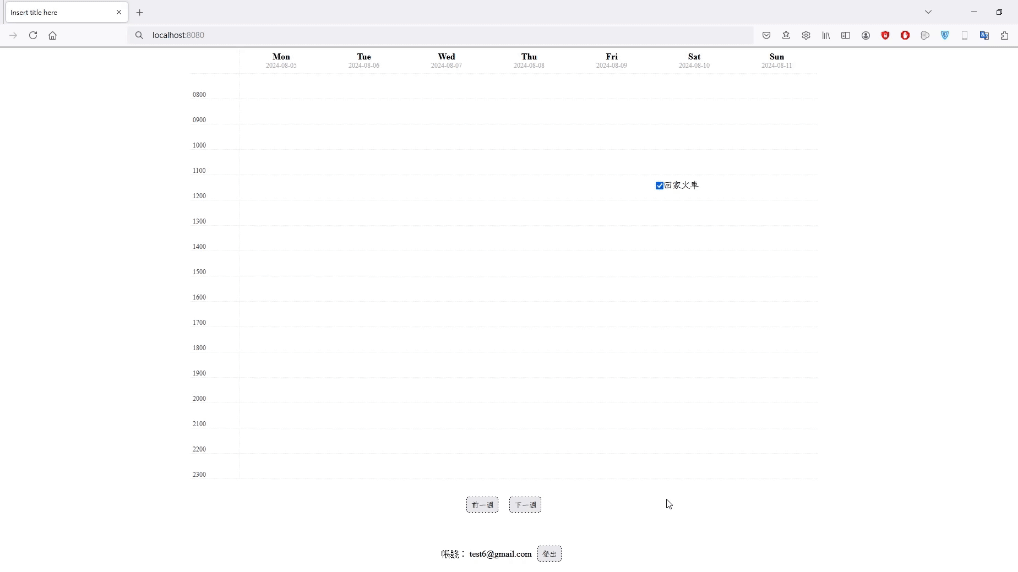 Insert title here
localhost:8080
Mon Tue Wed Thu Fri Sat Sun
2024-08-05 2024-08-06 2024-08-07 2024-08-08 2024-08-09 2024-08-10 2024-08-11
0800
0900
1000
1100
回家火車
1200
1300
1400
1500
1600
1700
1800
1900
2000
2100
2200
2300
前一週 下一週
帳號： test6@gmail.com 登出